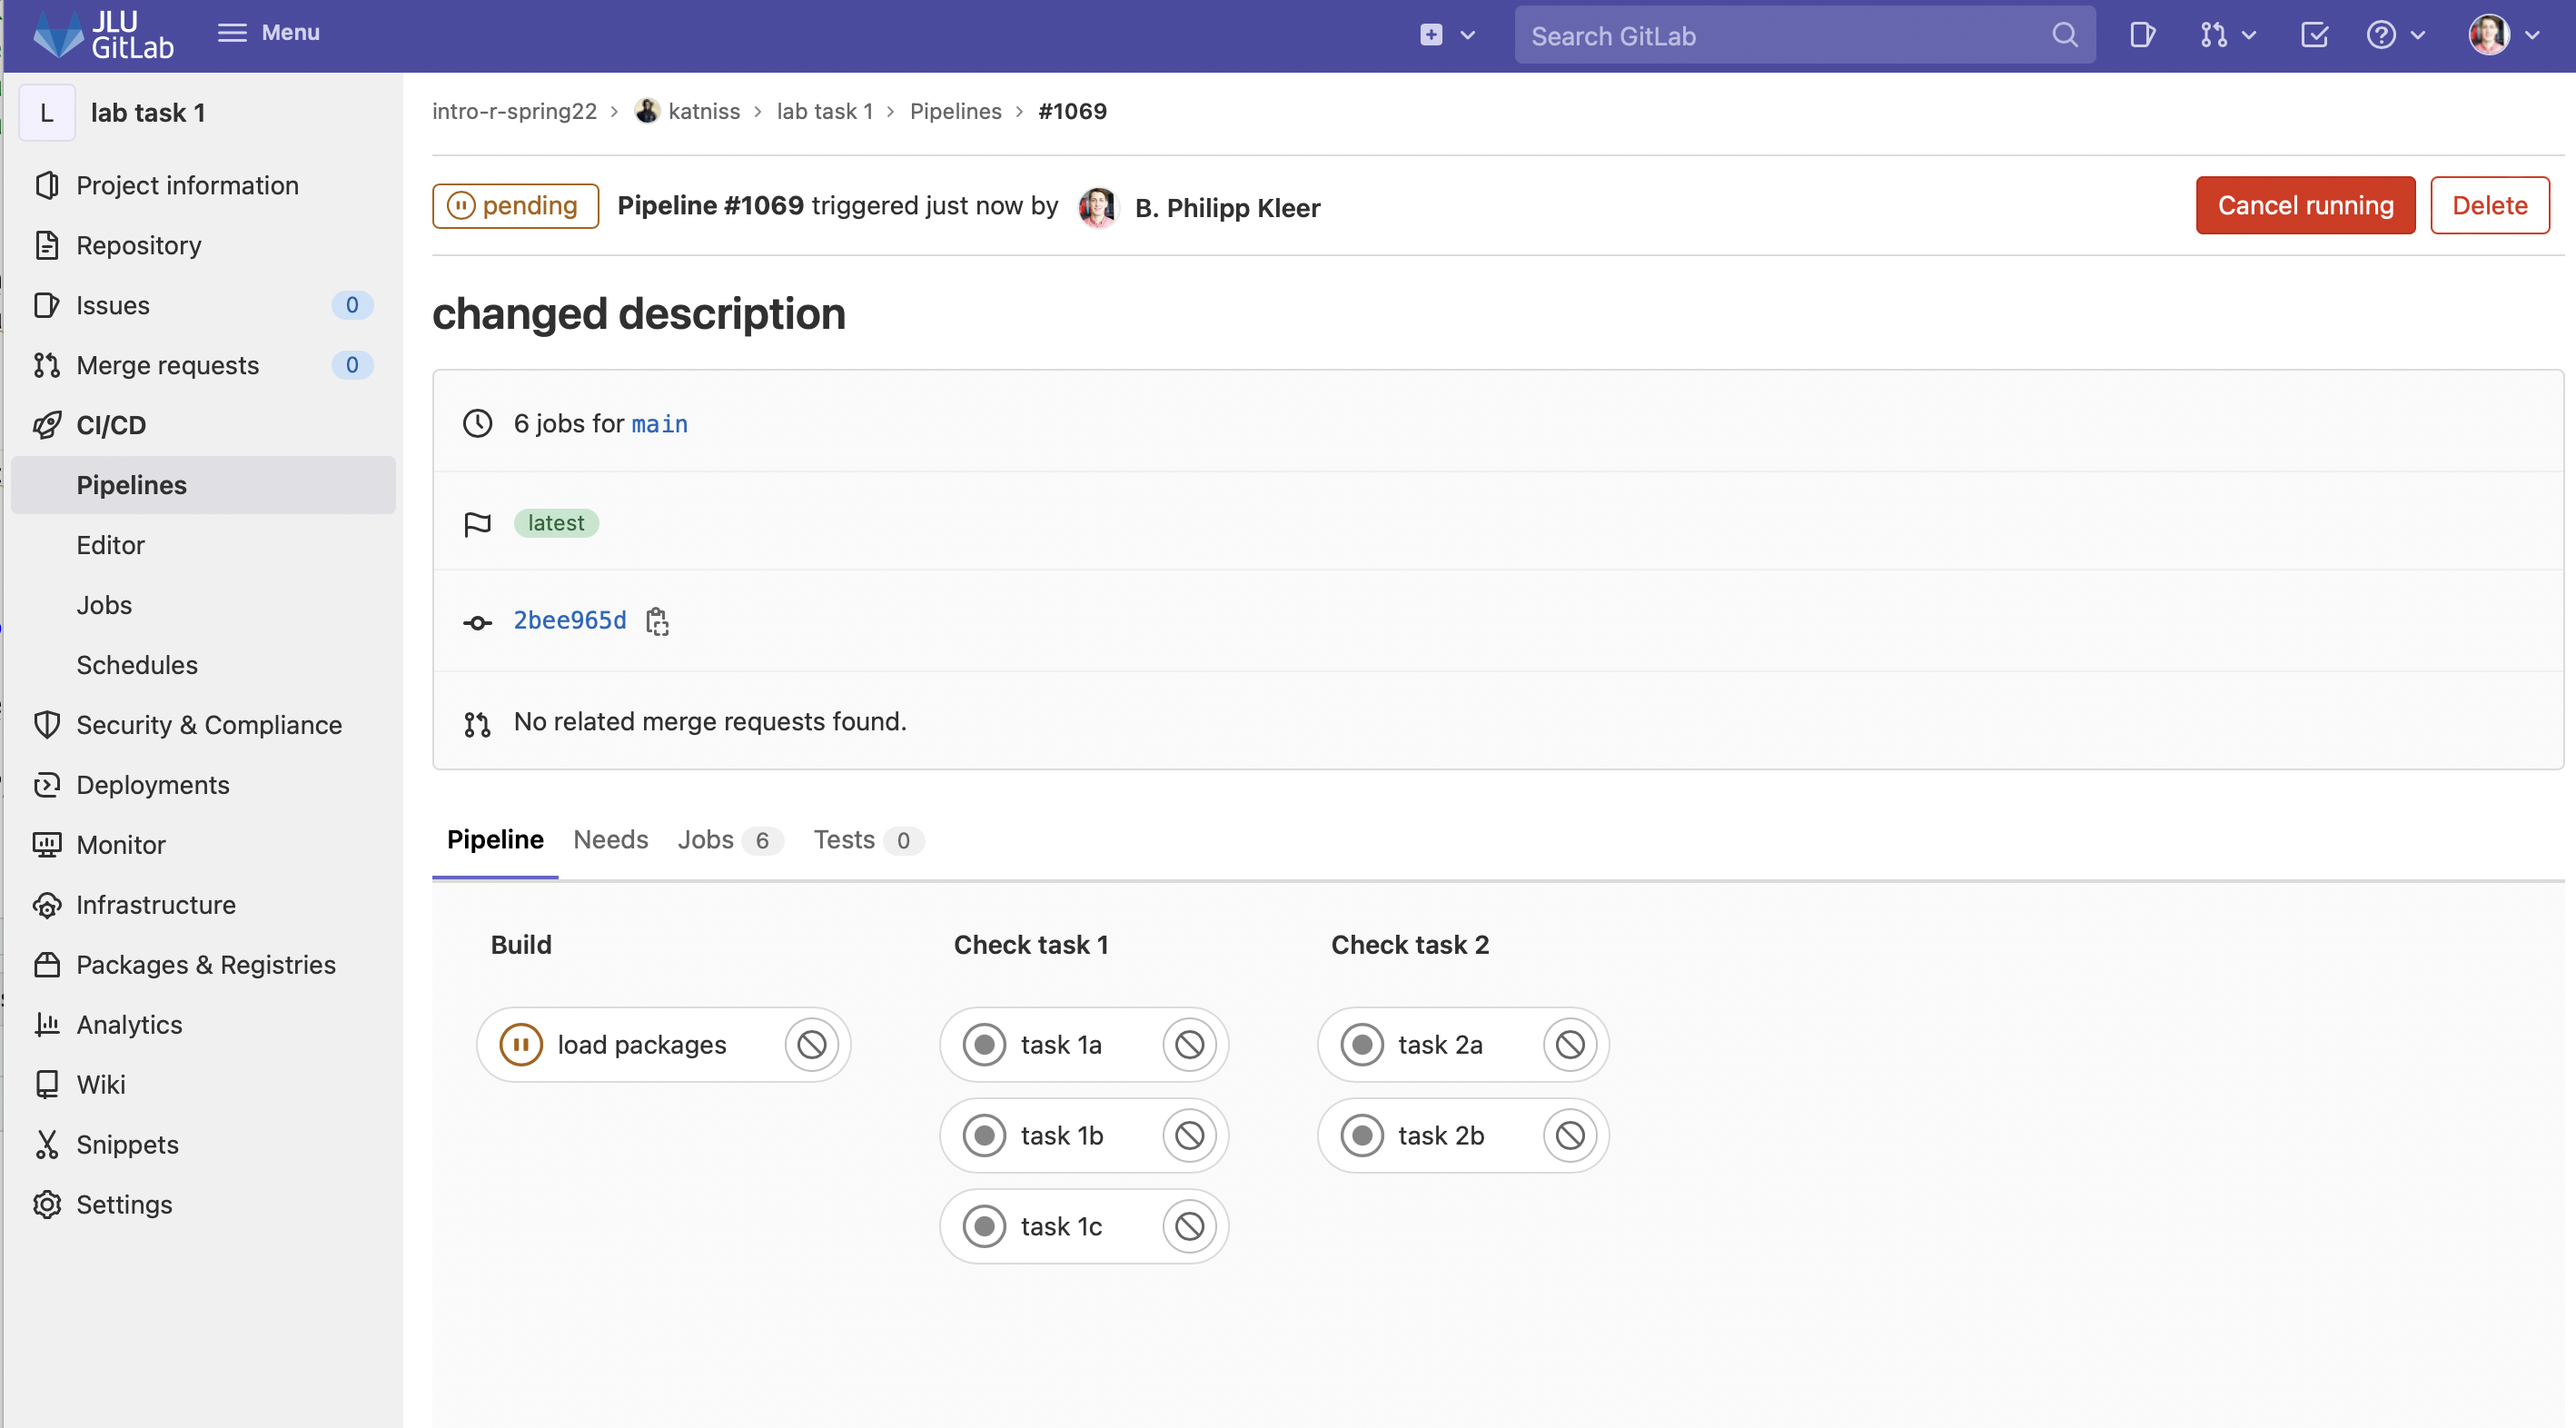 JLU
GitLab
Menu
Search GitLab
L
lab task 1
Project information
Repository
Issues 0
Merge requests 0
CI/CD
Pipelines
Editor
Jobs
Schedules
Security & Compliance
Deployments
Monitor
Infrastructure
Packages & Registries
Analytics
Wiki
Snippets
Settings
intro-r-spring22 › katniss › lab task 1 › Pipelines › #1069
pending Pipeline #1069 triggered just now by B. Philipp Kleer
Cancel running Delete
changed description
6 jobs for main
latest
2bee965d
No related merge requests found.
Pipeline Needs Jobs 6 Tests 0
Build
load packages
Check task 1
task 1a
task 1b
task 1c
Check task 2
task 2a
task 2b